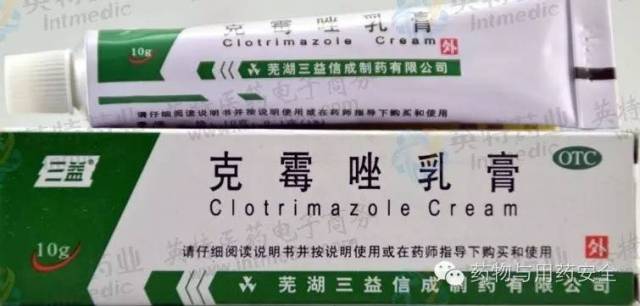 克霉唑乳膏
Clotrimazole Cream
外
10g
芜湖三益信成制药有限公司
请仔细阅读说明书并按说明使用或在药师指导下购买和使用
三益
克霉唑乳膏
OTC
Clotrimazole Cream
10g
请仔细阅读说明书并按说明使用或在药师指导下购买和使用
外
芜湖三益信成制药有限公司
药物与用药安全
英特药业
Intmedic